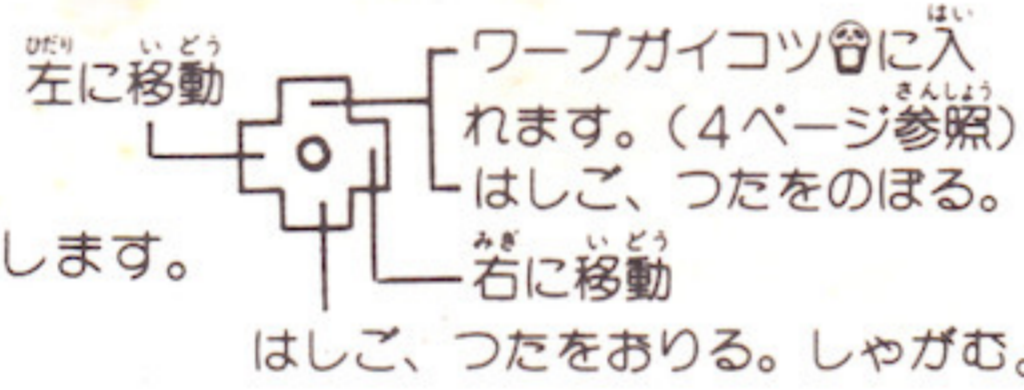 左に移動
ワープガイコツに入
れます。(4ページ参照)
はしご、つたをのぼる。
します。
右に移動
はしご、つたをおりる。しゃがむ。